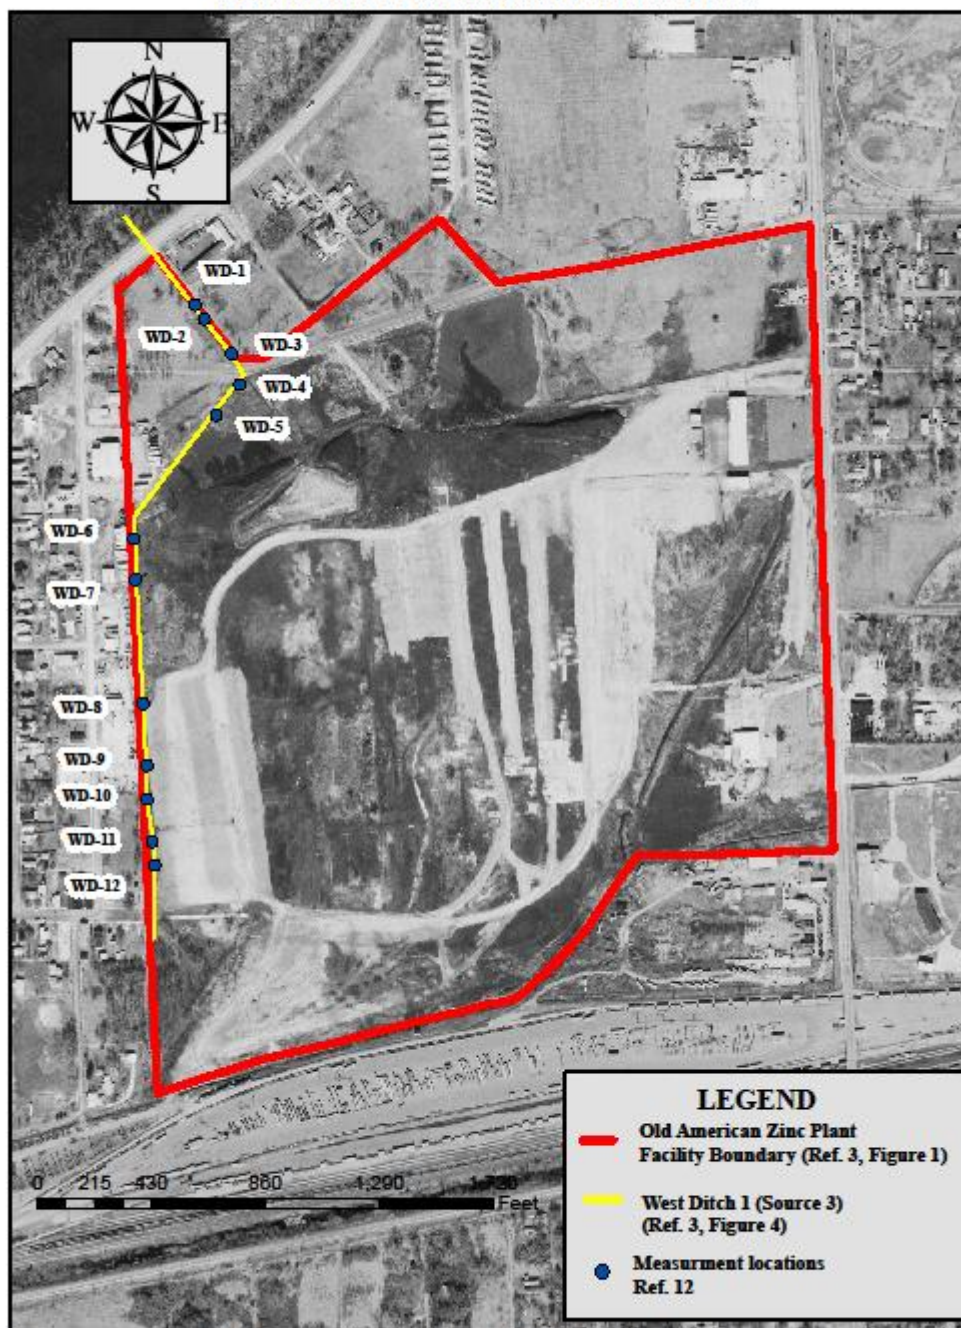 N
W E
S
WD-1
WD-2
WD-3
WD-4
WD-5
WD-6
WD-7
WD-8
WD-9
WD-10
WD-11
WD-12
LEGEND
Old American Zinc Plant
Facility Boundary (Ref. 3, Figure 1)
West Ditch 1 (Source 3)
(Ref. 3, Figure 4)
Measurment locations
Ref. 12
0 215 430 860 1,290 1,720
Feet